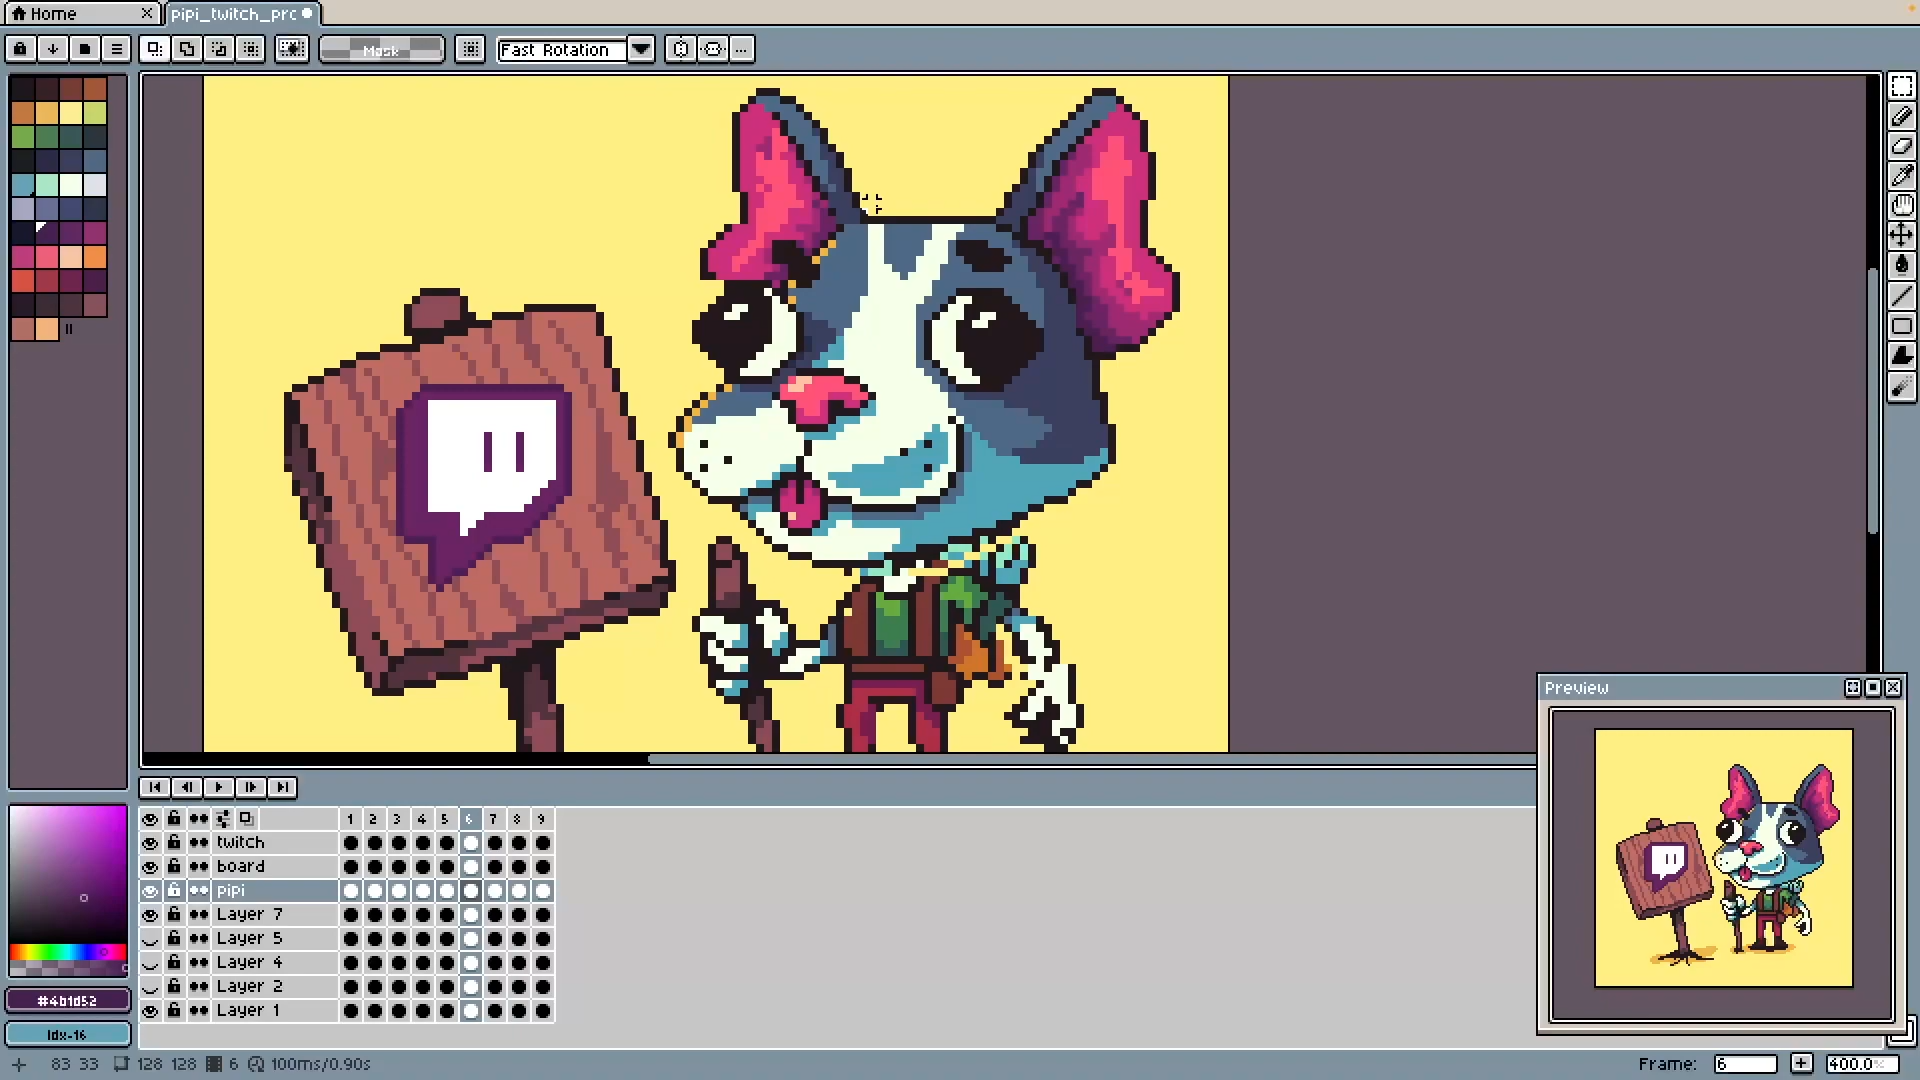 Home
pipi_twitch_prc
Mask
Fast Rotation
...
Preview
1 2 3 4 5 6 7 8 9
twitch
board
pipi
Layer 7
Layer 5
Layer 4
Layer 2
Layer 1
#4b1d52
Idx-16
83 33 128 128 6 100ms/0.90s
Frame: 6 + 400.0